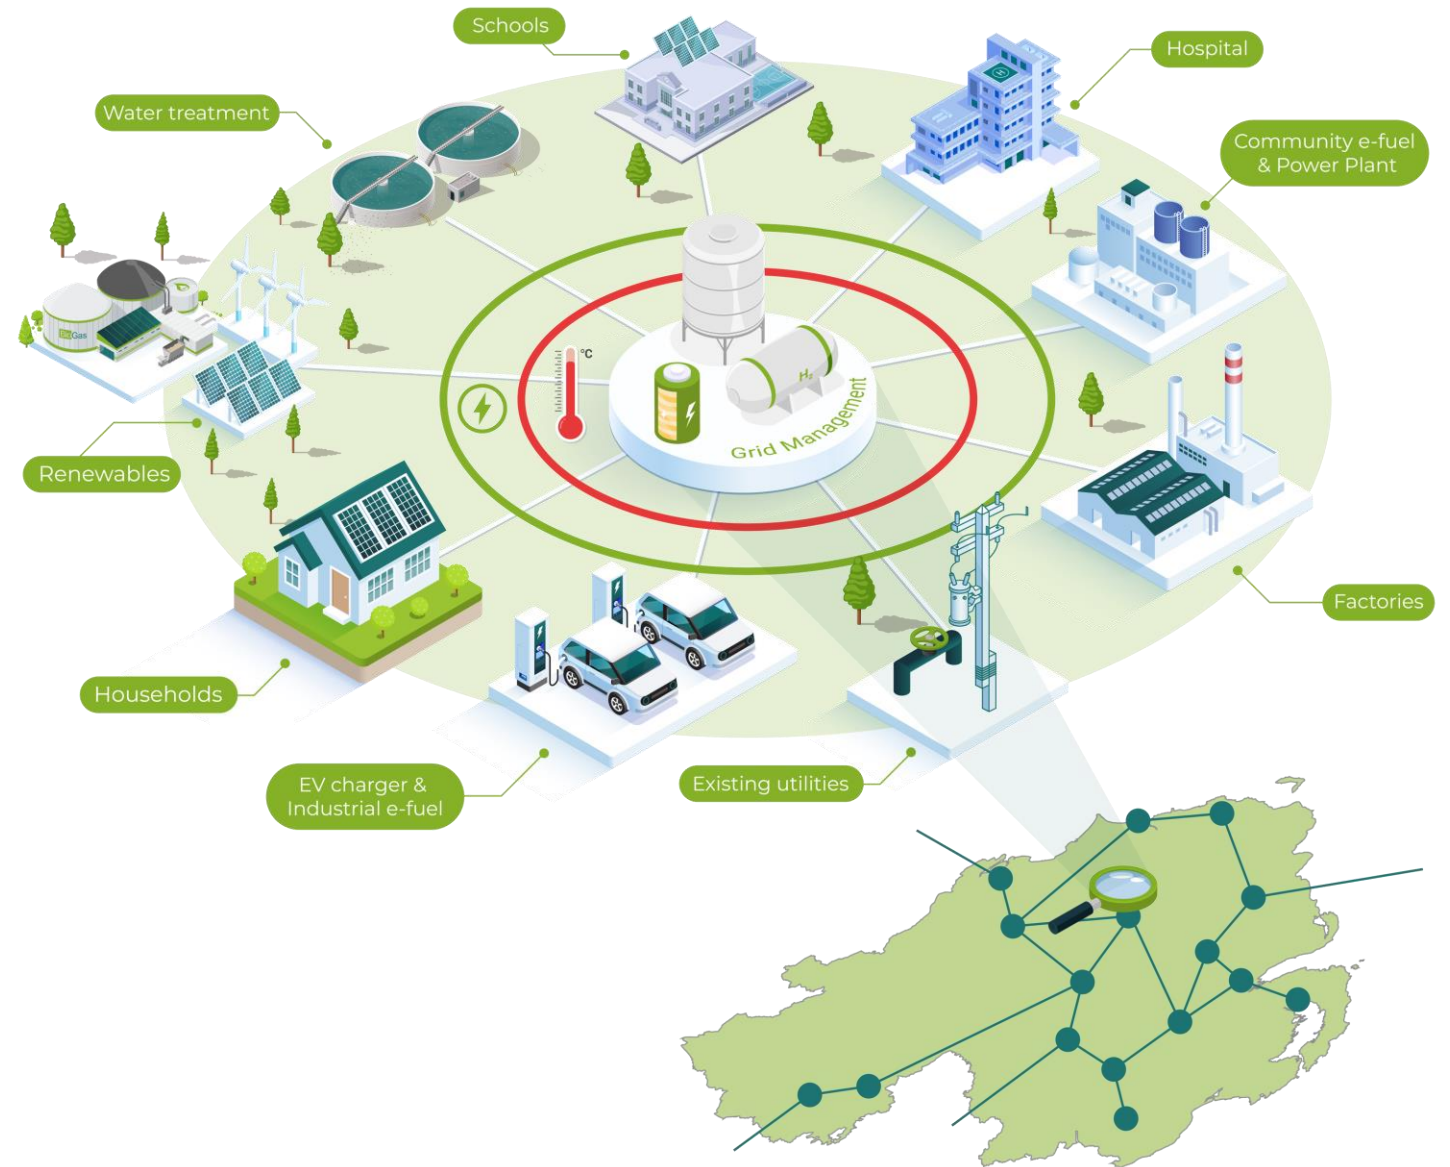 Schools
Hospital
Water treatment
Community e-fuel
& Power Plant
Gas
°C
H₂
Grid Management
Renewables
Factories
Households
EV charger &
Industrial e-fuel
Existing utilities
H